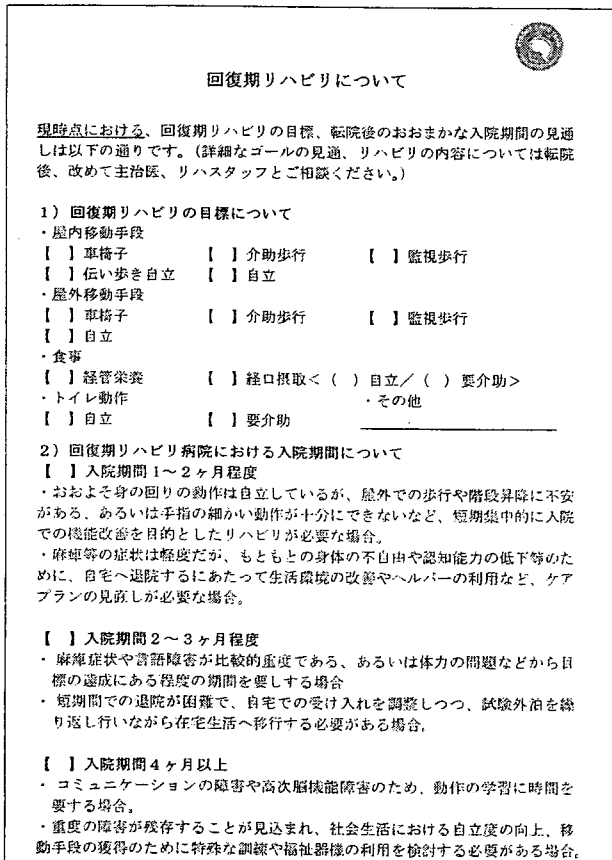 回復期リハビリについて
現時点における、回復期リハビリの目標、転院後のおおまかな入院期間の見通
しは以下の通りです。(詳細なゴールの見通、リハビリの内容については転院
後、改めて主治医、リハスタッフとご相談ください。)
1）回復期リハビリの目標について
・屋内移動手段
【 】車椅子 【 】介助歩行 【 】監視歩行
【 】伝い歩き自立 【 】自立
・屋外移動手段
【 】車椅子 【 】介助歩行 【 】監視歩行
【 】自立
・食事
【 】経管栄養 【 】経口摂取<（ ）自立／（ ）要介助>
・トイレ動作 ・その他
【 】自立 【 】要介助
2）回復期リハビリ病院における入院期間について
【 】入院期間1〜2ヶ月程度
・おおよそ身の回りの動作は自立しているが、屋外での歩行や階段昇降に不安
がある、あるいは手指の細かい動作が十分にできないなど、短期集中的に入院
での機能改善を目的としたリハビリが必要な場合。
・麻痺等の症状は軽度だが、もともとの身体の不自由や認知能力の低下等のた
めに、自宅へ退院するにあたって生活環境の改善やヘルパーの利用など、ケア
プランの見直しが必要な場合。
【 】入院期間2〜3ヶ月程度
・麻痺症状や言語障害が比較的重度である、あるいは体力の問題などから目
標の達成にある程度の期間を要しする場合
・短期間での退院が困難で、自宅での受け入れを調整しつつ、試験外泊を繰
り返し行いながら在宅生活へ移行する必要がある場合。
【 】入院期間4ヶ月以上
・コミュニケーションの障害や高次脳機能障害のため、動作の学習に時間を
要する場合。
・重度の障害が残存することが見込まれ、社会生活における自立度の向上、移
動手段の獲得のために特殊な訓練や福祉器機の利用を検討する必要がある場合。